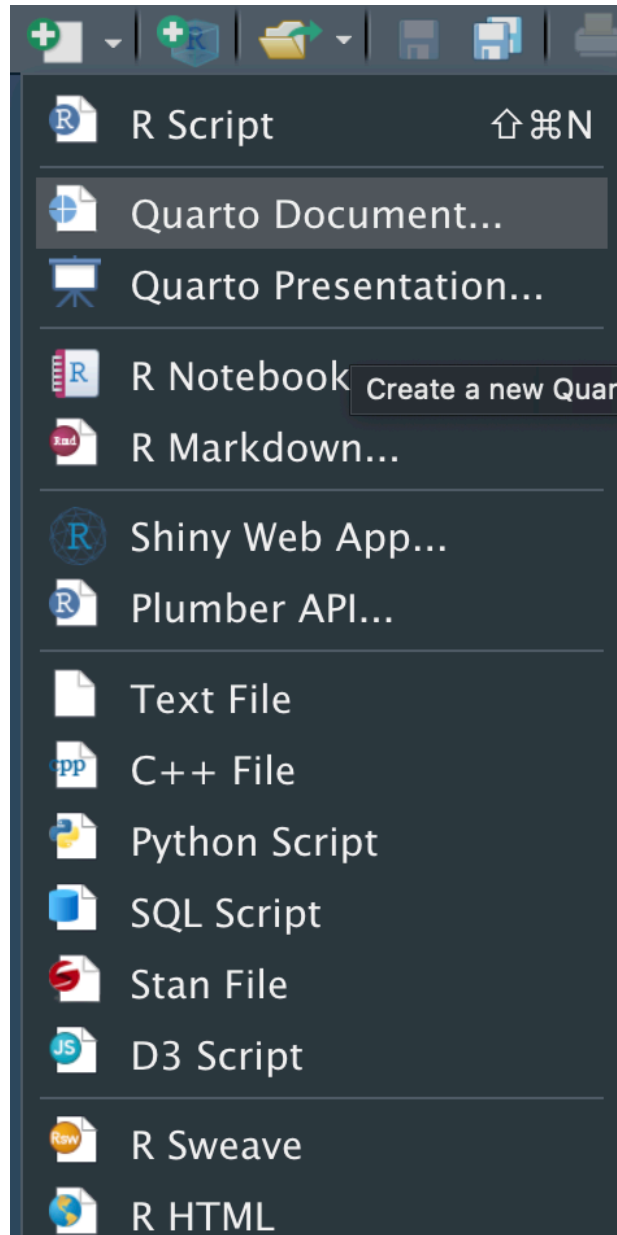 R Script ⇧⌘N
Quarto Document...
Quarto Presentation...
R Notebook
Create a new Quar
R Markdown...
Shiny Web App...
Plumber API...
Text File
C++ File
Python Script
SQL Script
Stan File
D3 Script
R Sweave
R HTML